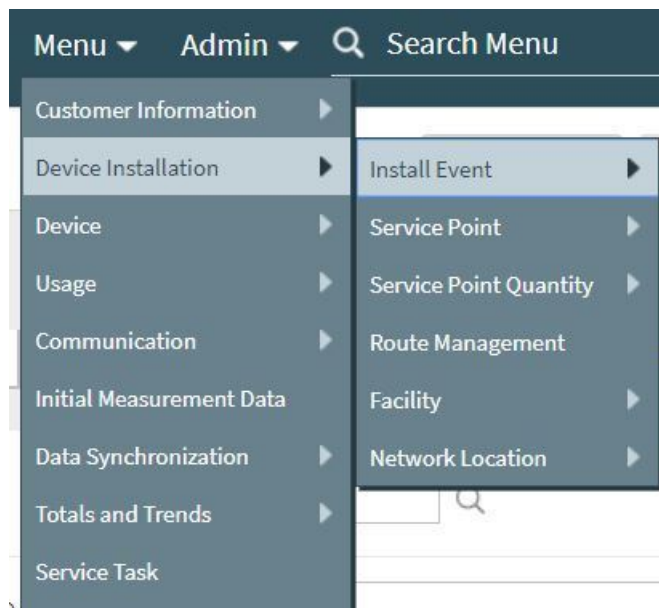 Menu Admin Search Menu
Customer Information
Device Installation
Device
Usage
Communication
Initial Measurement Data
Data Synchronization
Totals and Trends
Service Task
Install Event
Service Point
Service Point Quantity
Route Management
Facility
Network Location